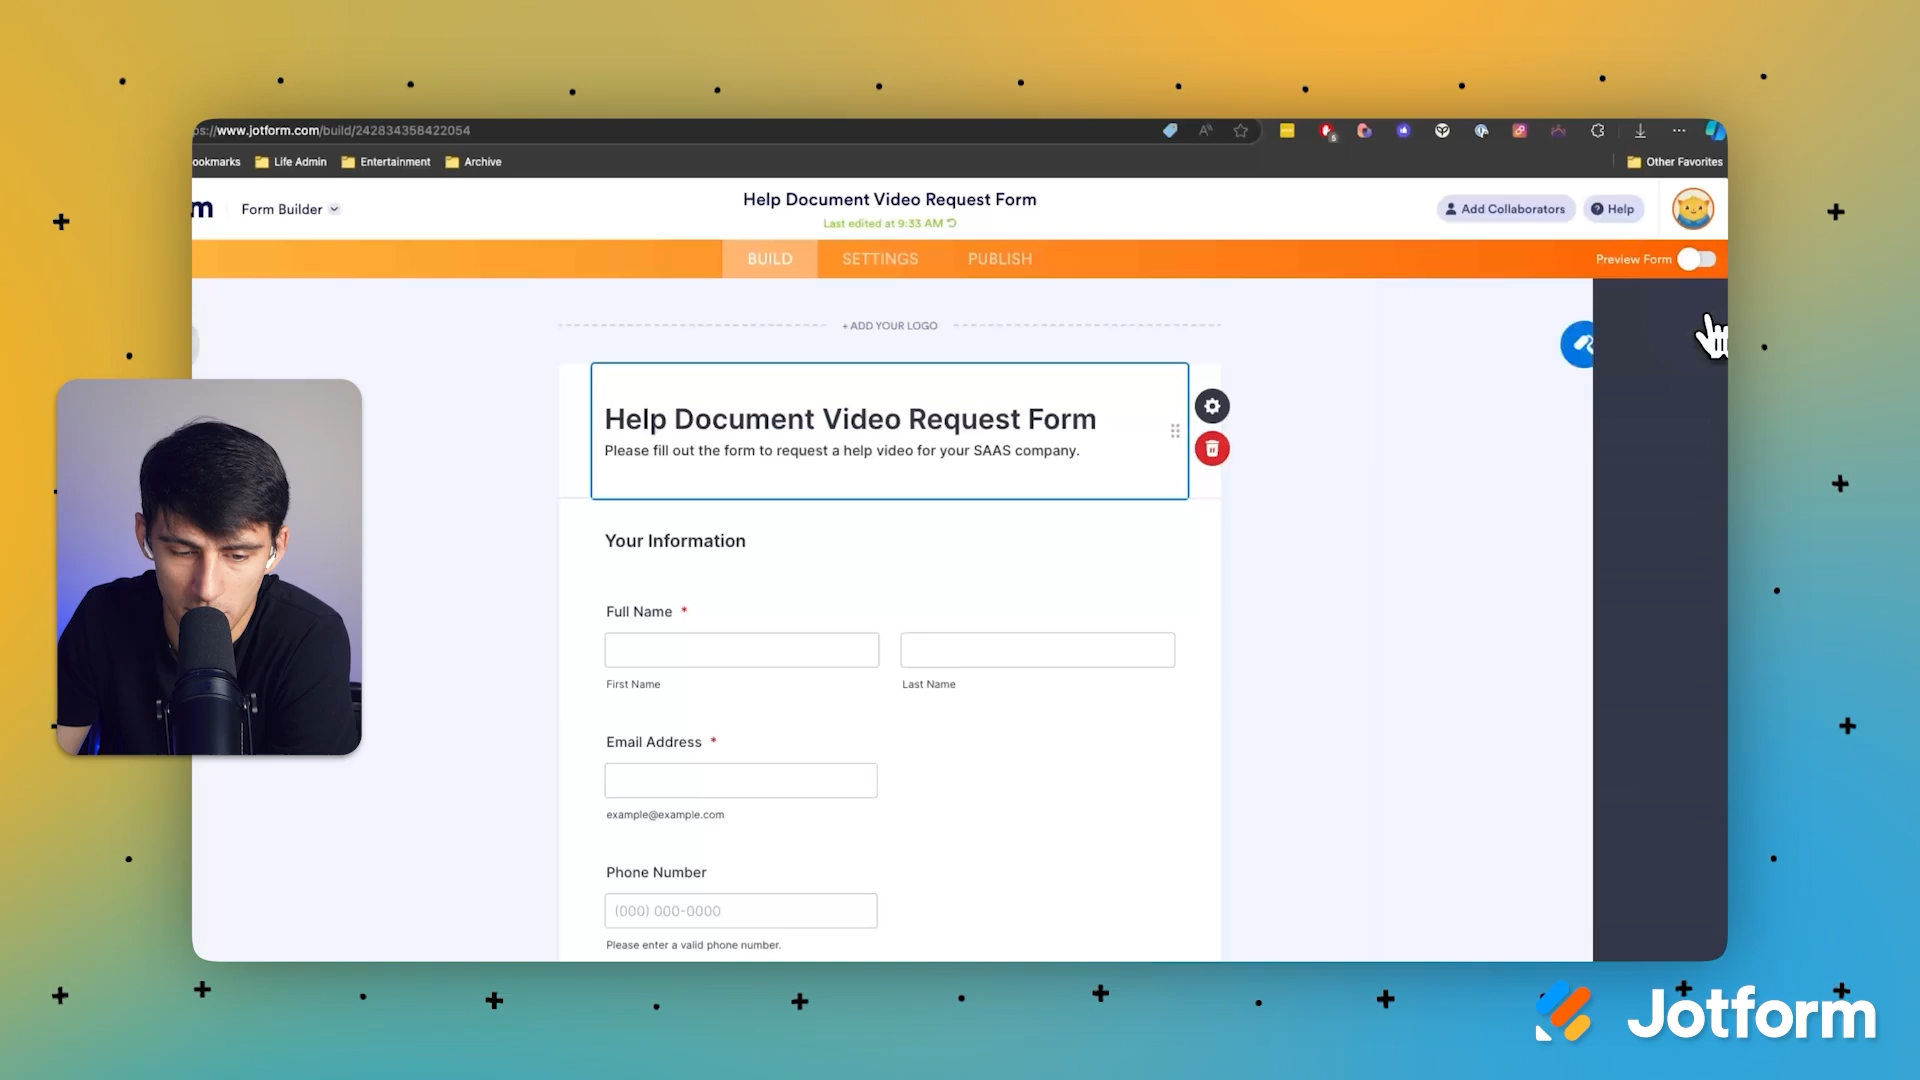 ps://www.jotform.com/build/242834358422054
ookmarks Life Admin Entertainment Archive Other Favorites
m Form Builder Help Document Video Request Form Add Collaborators Help
Last edited at 9:33 AM
BUILD SETTINGS PUBLISH Preview Form
+ ADD YOUR LOGO
Help Document Video Request Form
Please fill out the form to request a help video for your SAAS company.
Your Information
Full Name *
First Name Last Name
Email Address *
example@example.com
Phone Number
(000) 000-0000
Please enter a valid phone number.
Jotform